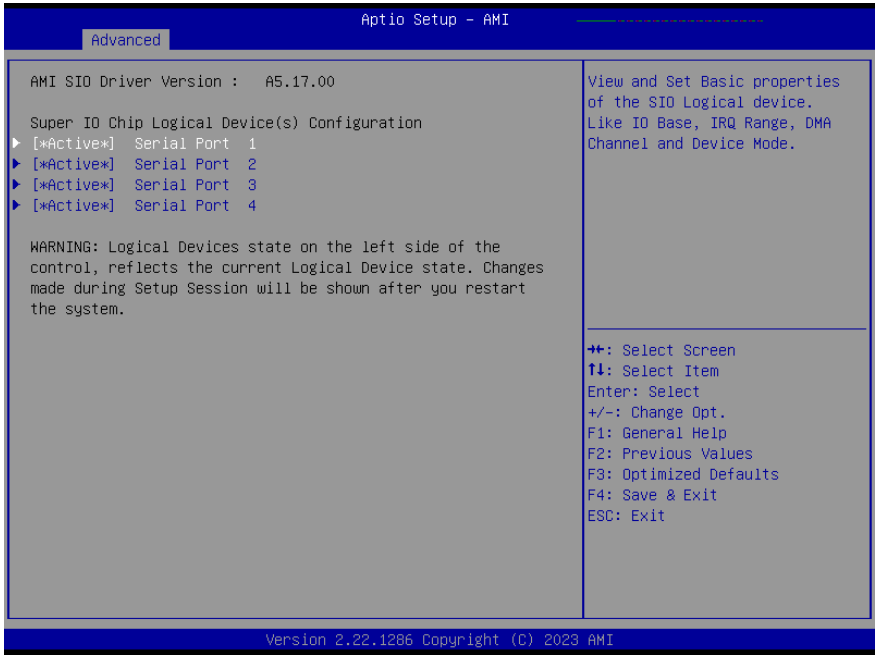 Aptio Setup – AMI
Advanced
AMI SIO Driver Version : A5.17.00
Super IO Chip Logical Device(s) Configuration
[*Active*] Serial Port 1
[*Active*] Serial Port 2
[*Active*] Serial Port 3
[*Active*] Serial Port 4
WARNING: Logical Devices state on the left side of the
control, reflects the current Logical Device state. Changes
made during Setup Session will be shown after you restart
the system.
View and Set Basic properties
of the SIO Logical device.
Like IO Base, IRQ Range, DMA
Channel and Device Mode.
→←: Select Screen
↑↓: Select Item
Enter: Select
+/-: Change Opt.
F1: General Help
F2: Previous Values
F3: Optimized Defaults
F4: Save & Exit
ESC: Exit
Version 2.22.1286 Copyright (C) 2023 AMI